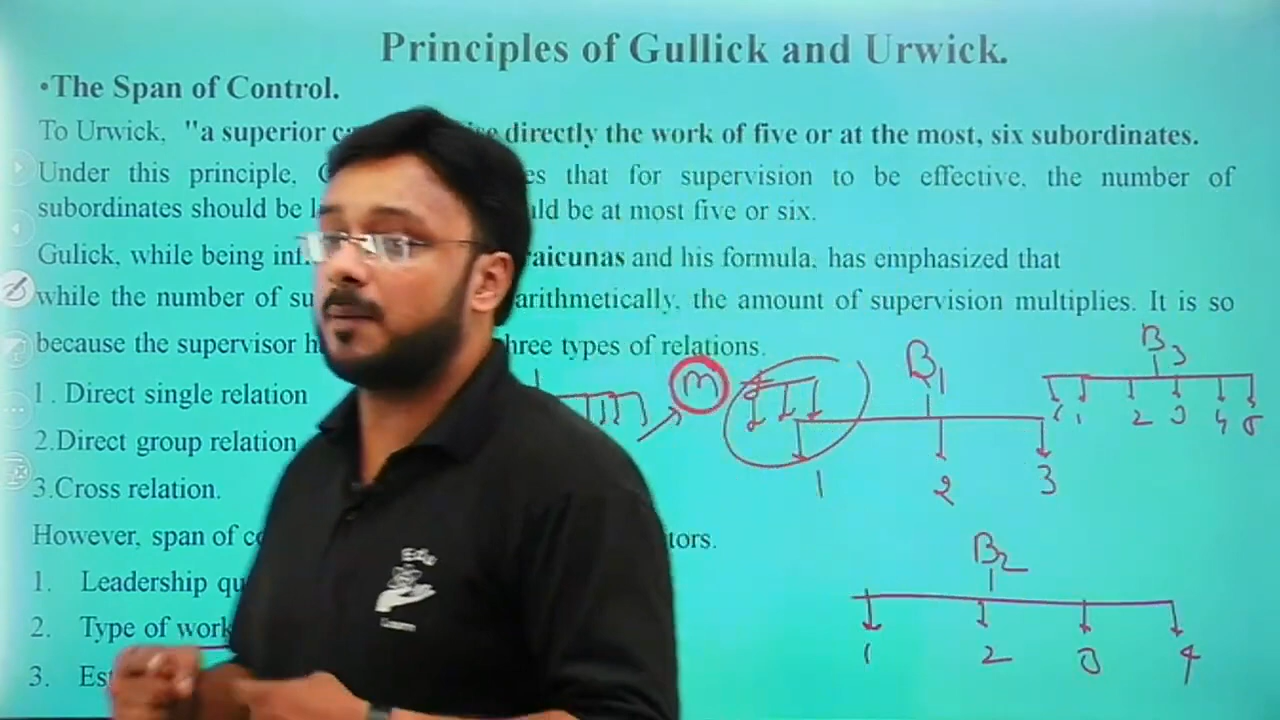 Principles of Gullick and Urwick.
•The Span of Control.
To Urwick, "a superior directly the work of five or at the most, six subordinates.
Under this principle, that for supervision to be effective, the number of
subordinates should be be at most five or six.
Gulick, while being and his formula, has emphasized that
while the number of arithmetically, the amount of supervision multiplies. It is so
because the supervisor three types of relations.
1. Direct single relation
2.Direct group relation
3.Cross relation.
However, span of
1. Leadership
2. Type of work
3.
m
B1
1 2 3
B3
1 2 3 4 5
B2
1 2 3 4
Edu